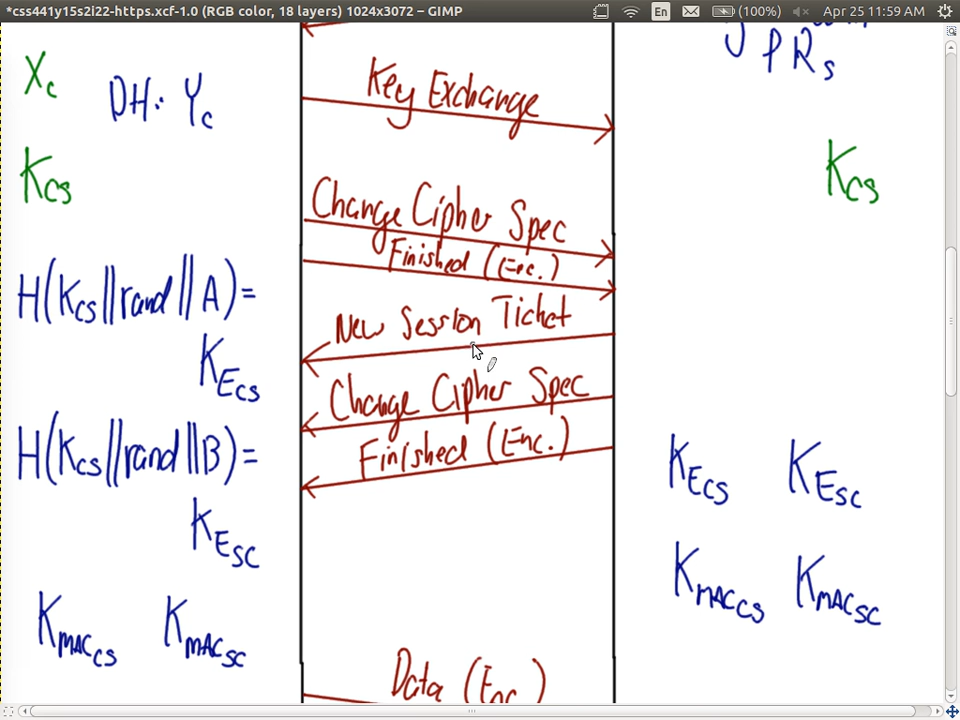 *css441y15s2i22-https.xcf-1.0 (RGB color, 18 layers) 1024x3072 – GIMP
En
(100%)
Apr 25 11:59 AM
PRs
Xc
DH: Yc
Key Exchange
Kcs
Kcs
Change Cipher Spec
Finished (Enc.)
H(Kcs||rand||A)=
KEcs
New Session Ticket
Change Cipher Spec
Finished (Enc.)
H(Kcs||rand||B)=
KEsc
KEcs KEsc
KMACcs KMACsc
KMACcs KMACsc
Data (Enc.)